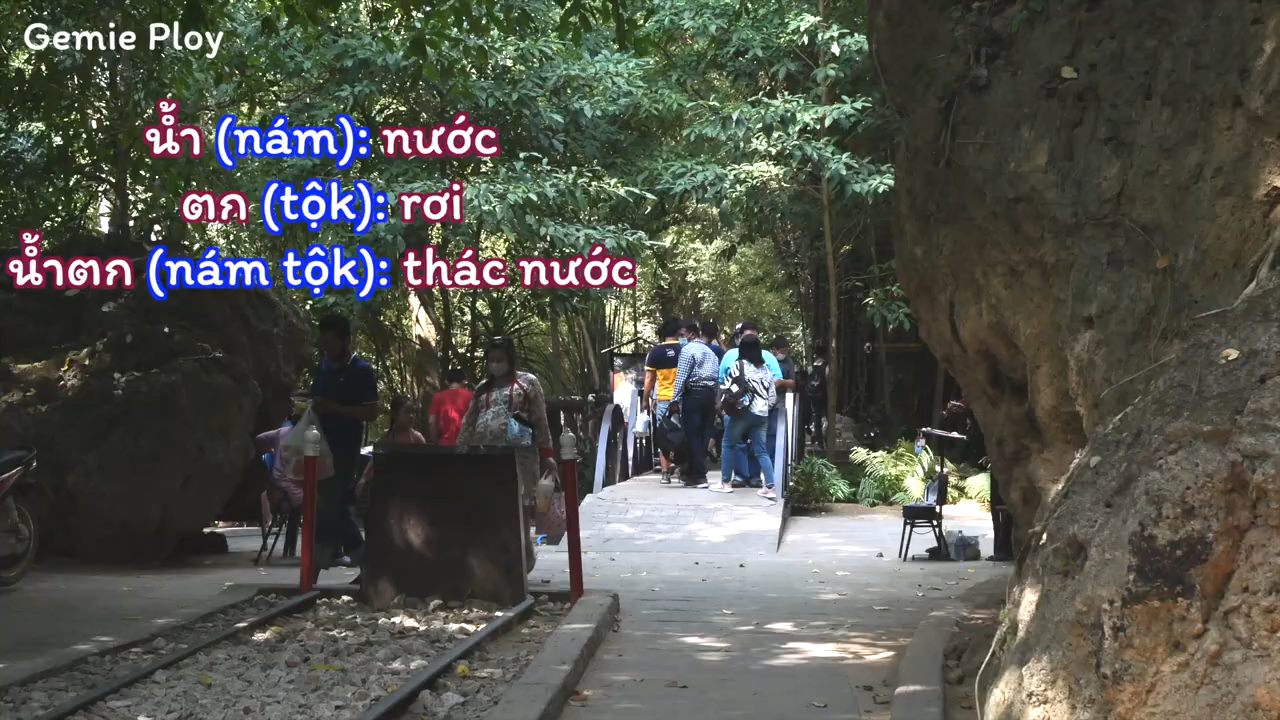 Gemie Ploy
น้ำ (nám): nước
ตก (tộk): rơi
น้ำตก (nám tộk): thác nước